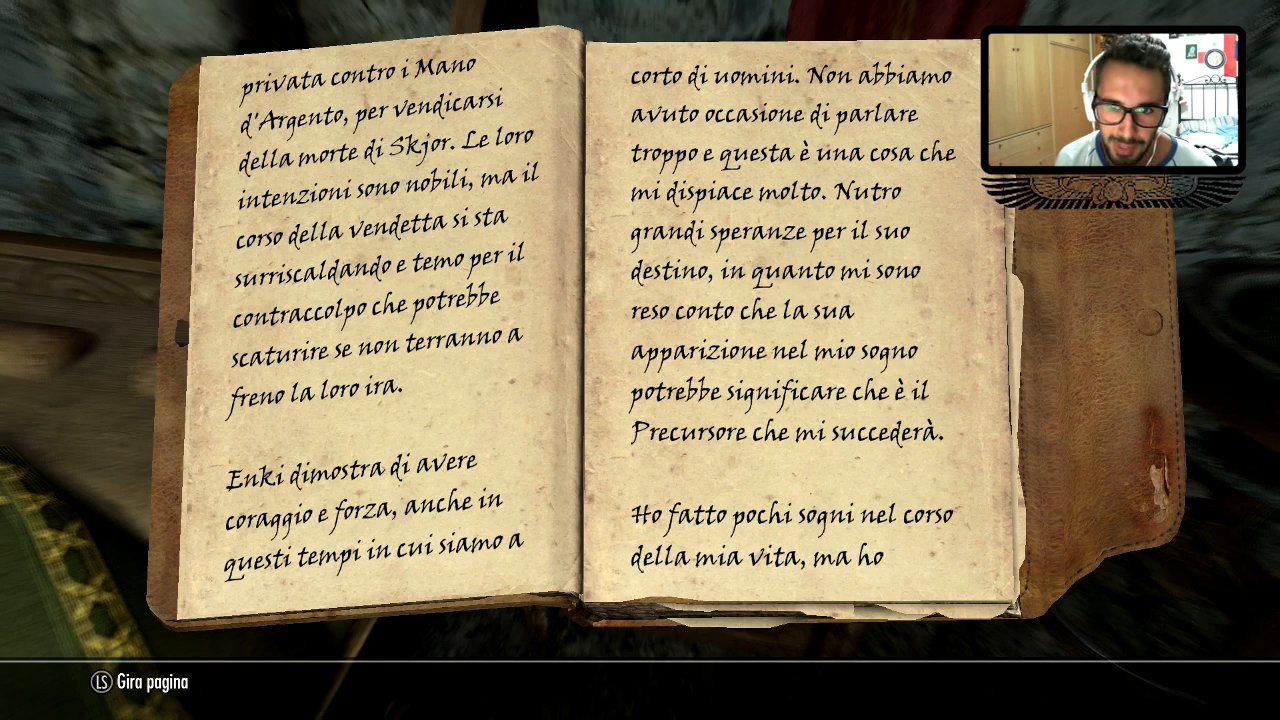 privata contro i Mano
d'Argento, per vendicarsi
della morte di Skjor. Le loro
intenzioni sono nobili, ma il
corso della vendetta si sta
surriscaldando e temo per il
contraccolpo che potrebbe
scaturire se non terranno a
freno la loro ira.
Enki dimostra di avere
coraggio e forza, anche in
questi tempi in cui siamo a
corto di uomini. Non abbiamo
avuto occasione di parlare
troppo e questa è una cosa che
mi dispiace molto. Nutro
grandi speranze per il suo
destino, in quanto mi sono
reso conto che la sua
apparizione nel mio sogno
potrebbe significare che è il
Precursore che mi succederà.
Ho fatto pochi sogni nel corso
della mia vita, ma ho
LS Gira pagina